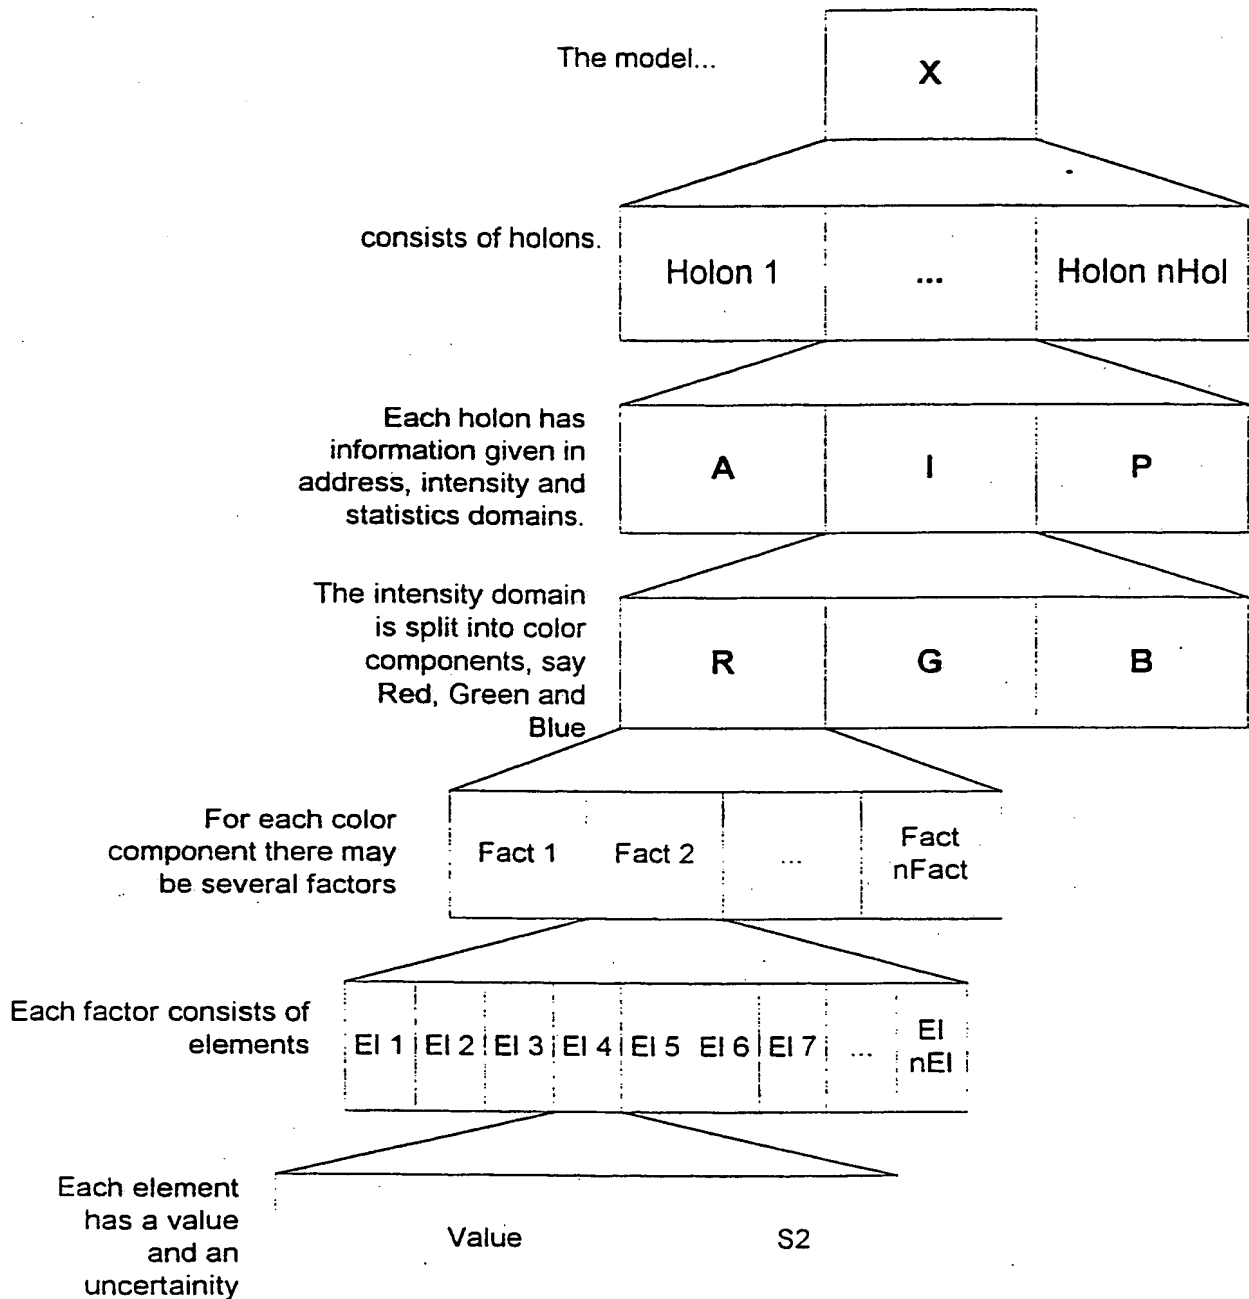 The model...
X
consists of holons.
Holon 1
...
Holon nHol
Each holon has
information given in
address, intensity and
statistics domains.
A
I
P
The intensity domain
is split into color
components, say
Red, Green and
Blue
R
G
B
For each color
component there may
be several factors
Fact 1
Fact 2
...
Fact
nFact
Each factor consists of
elements
El 1
El 2
El 3
El 4
El 5
El 6
El 7
...
El
nEl
Each element
has a value
and an
uncertainity
Value
S2